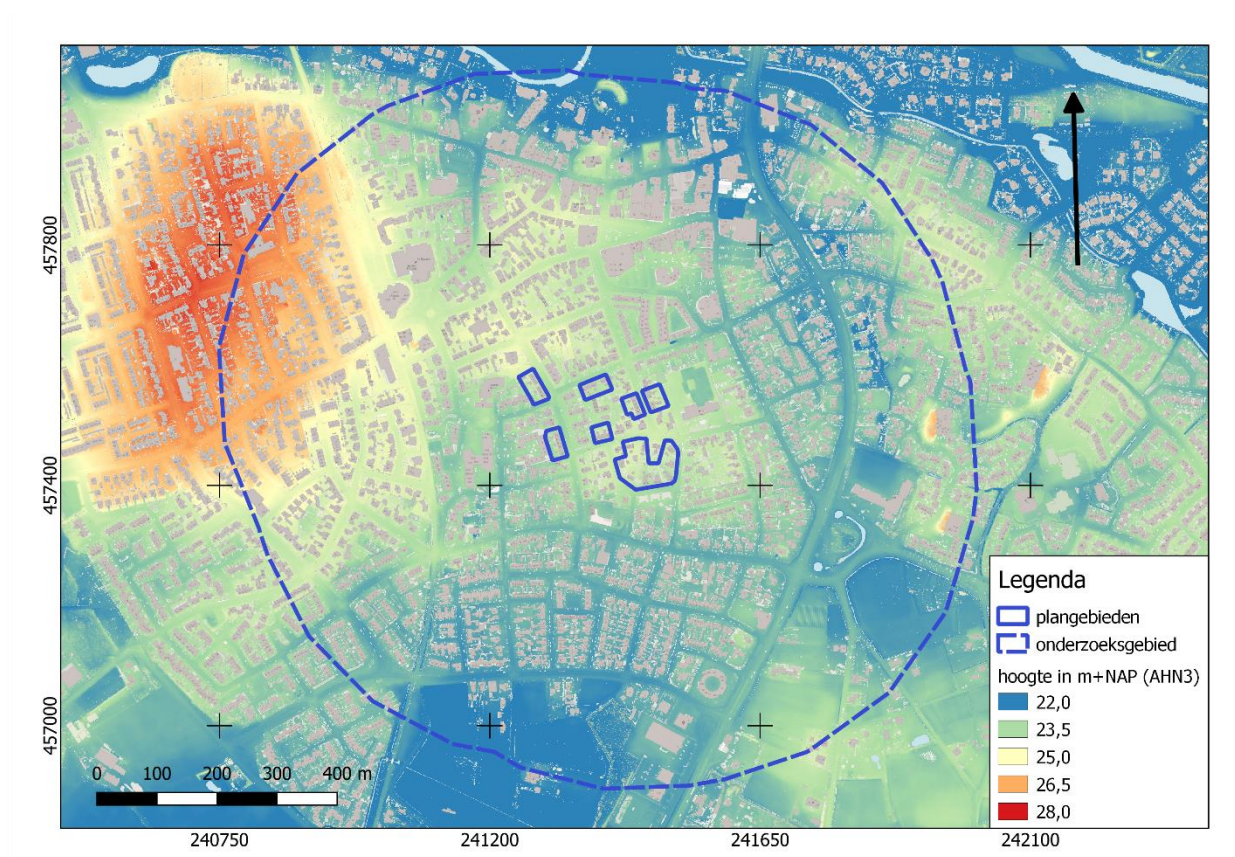 457800
457400
457000
0 100 200 300 400 m
240750 241200 241650 242100
Legenda
plangebieden
onderzoeksgebied
hoogte in m+NAP (AHN3)
22,0
23,5
25,0
26,5
28,0